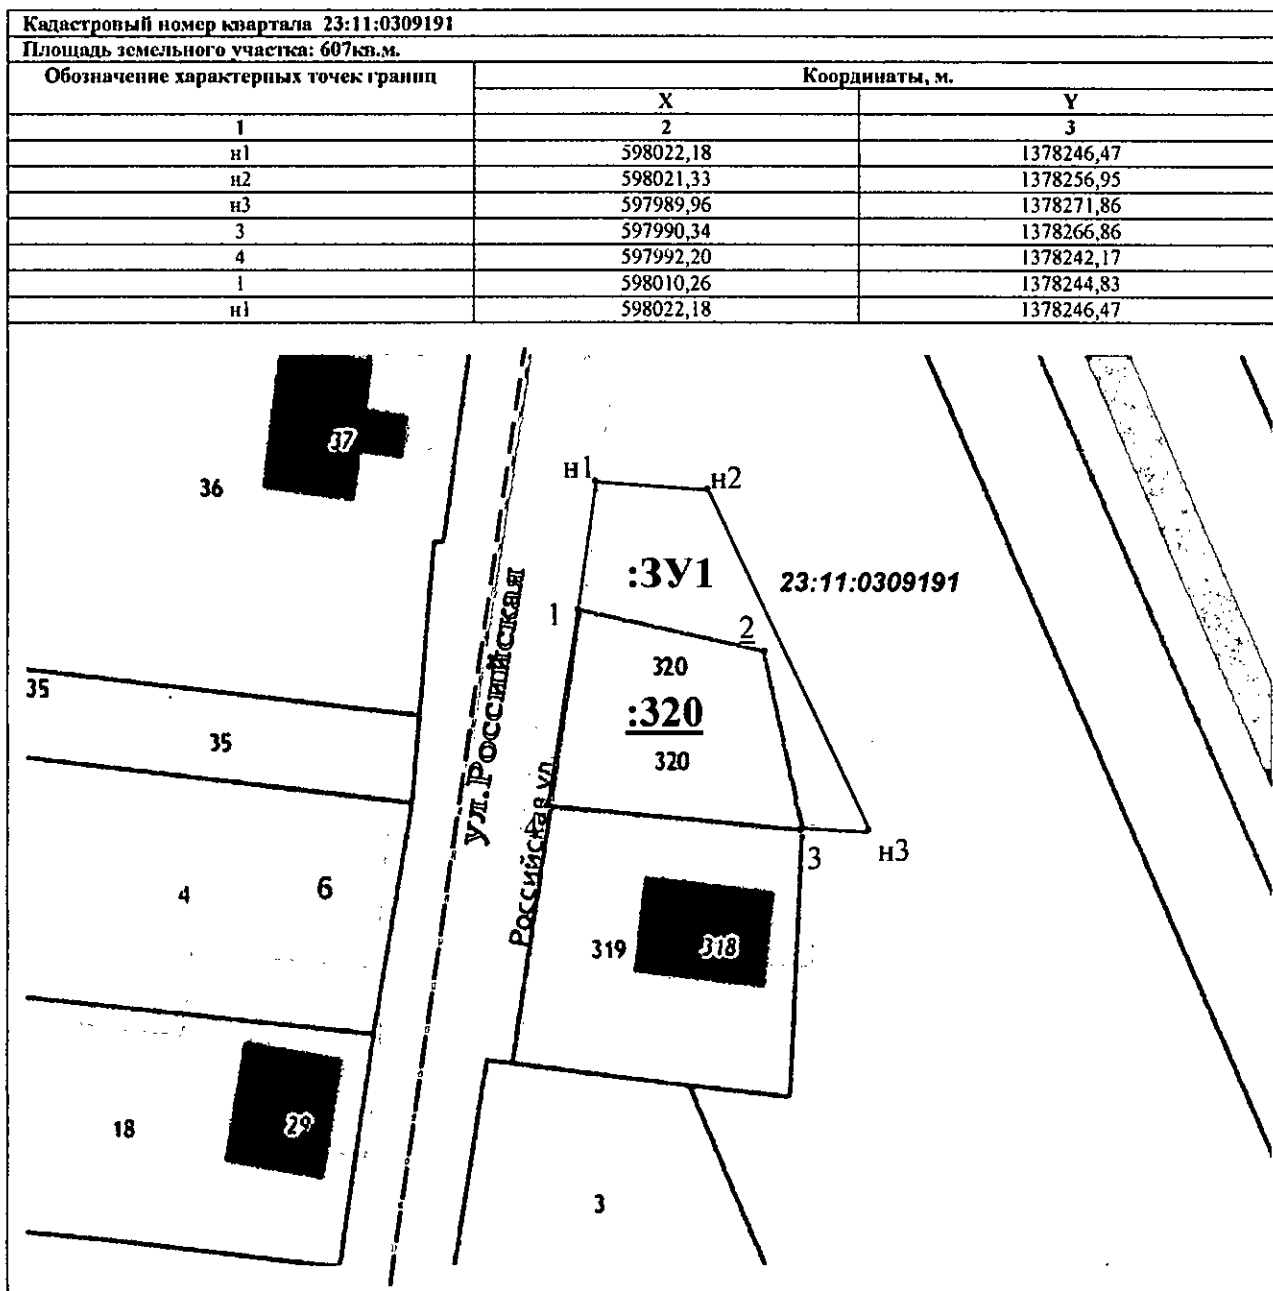 Кадастровый номер квартала 23:11:0309191
Площадь земельного участка: 607кв.м.
Обозначение характерных точек границ Координаты, м.
X Y
1 2 3
н1 598022,18 1378246,47
н2 598021,33 1378256,95
н3 597989,96 1378271,86
3 597990,34 1378266,86
4 597992,20 1378242,17
1 598010,26 1378244,83
н1 598022,18 1378246,47
37
36
н1
н2
:ЗУ1
23:11:0309191
1
2
320
:320
320
ул.Российская
Российская ул
35
35
4
3
н3
4
6
319
318
18
29
3